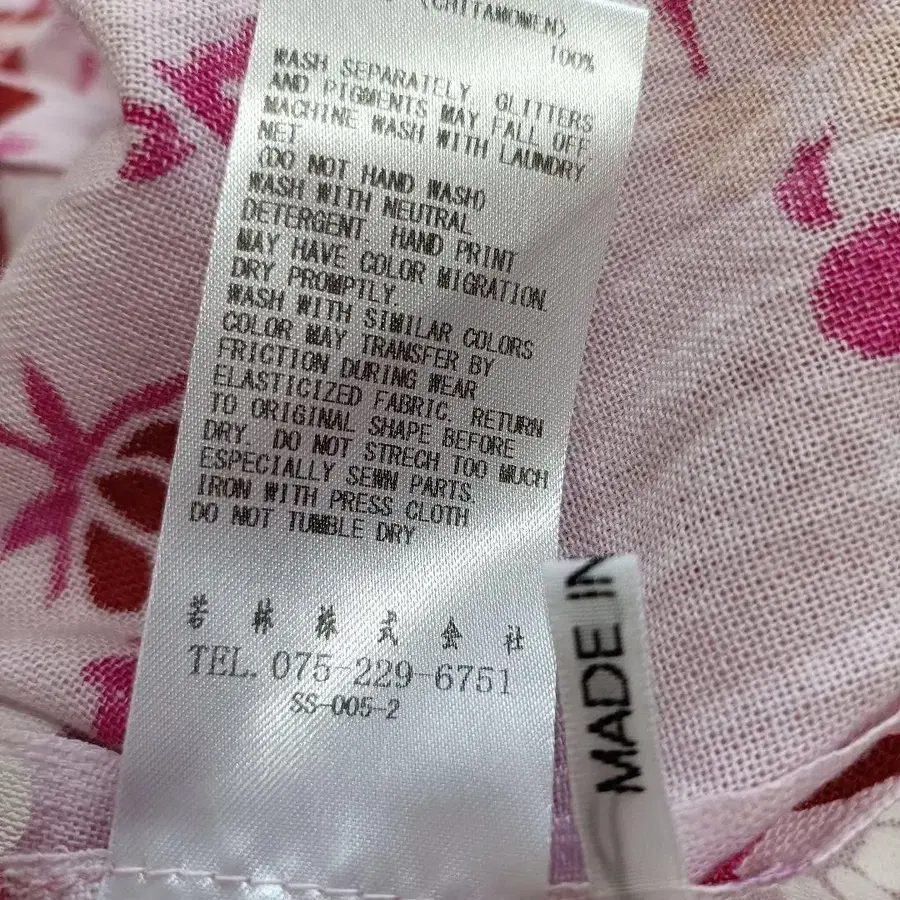 (CHITAMOMEN)
100%
WASH SEPARATELY. GLITTERS
AND PIGMENTS MAY FALL OFF
MACHINE WASH WITH LAUNDRY
NET
(DO NOT HAND WASH)
WASH WITH NEUTRAL
DETERGENT. HAND PRINT
MAY HAVE COLOR MIGRATION.
DRY PROMPTLY.
WASH WITH SIMILAR COLORS
COLOR MAY TRANSFER BY
FRICTION DURING WEAR
ELASTICIZED FABRIC. RETURN
TO ORIGINAL SHAPE BEFORE
DRY. DO NOT STRECH TOO MUCH
ESPECIALLY SEWN PARTS.
IRON WITH PRESS CLOTH
DO NOT TUMBLE DRY
若林株式会社
TEL. 075-229-6751
SS-005-2
MADE IN